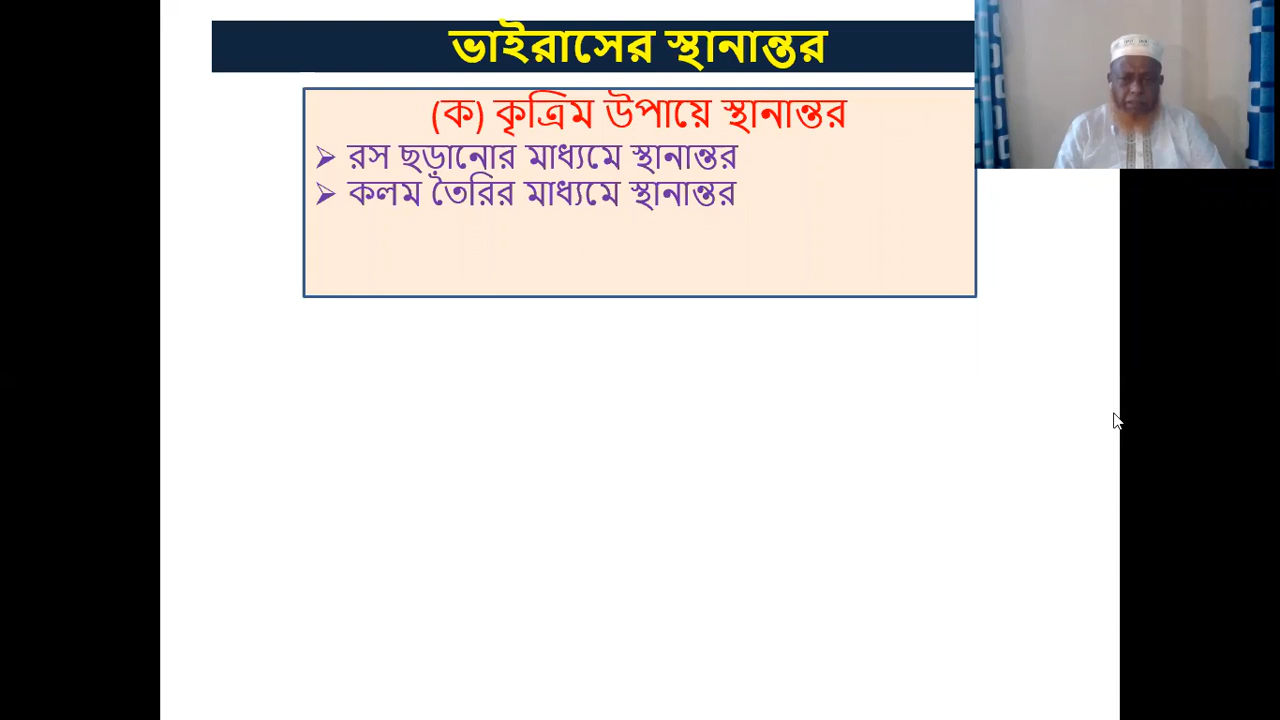 ভাইরাসের স্থানান্তর
(ক) কৃত্রিম উপায়ে স্থানান্তর
➢ রস ছড়ানোর মাধ্যমে স্থানান্তর
➢ কলম তৈরির মাধ্যমে স্থানান্তর